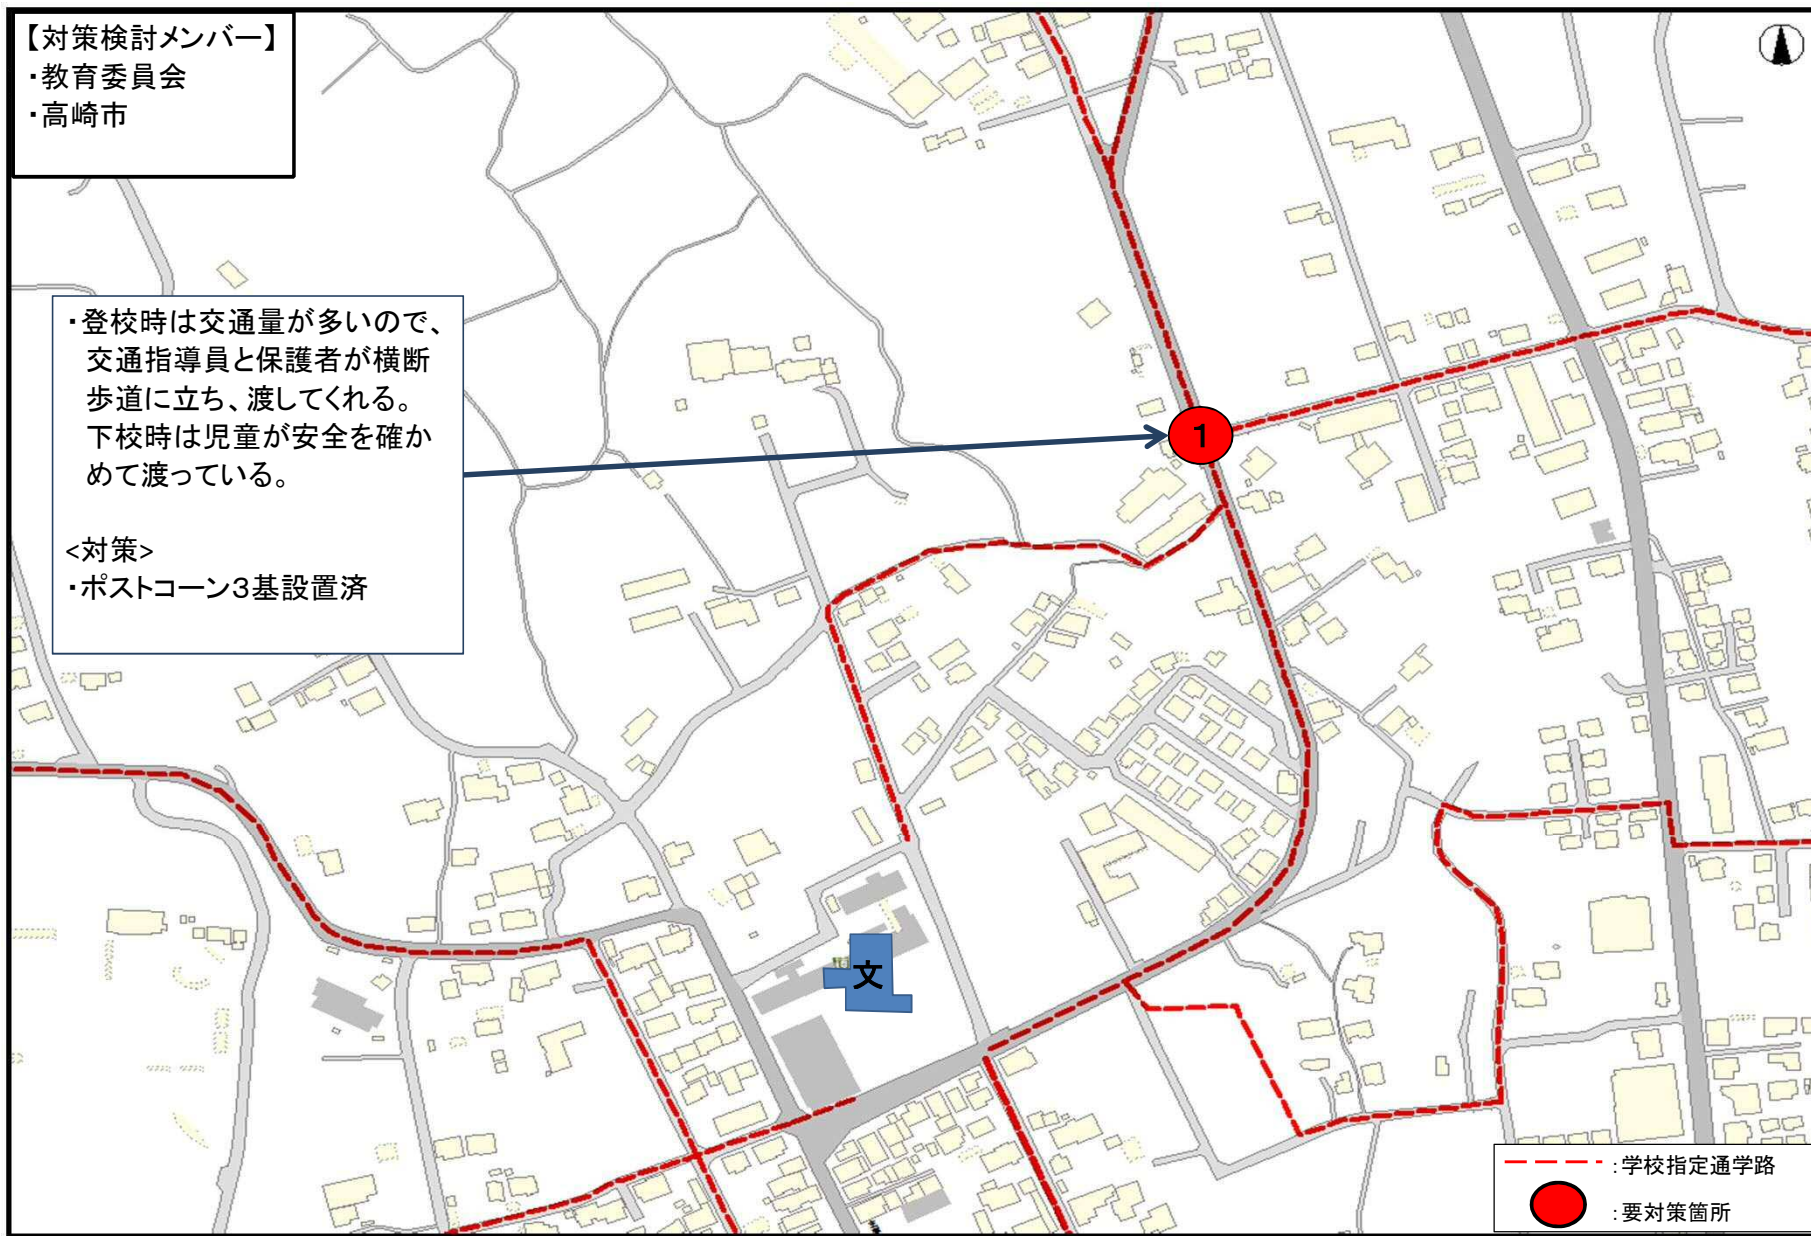 【対策検討メンバー】
・教育委員会
・高崎市
・登校時は交通量が多いので、
交通指導員と保護者が横断
歩道に立ち、渡してくれる。
下校時は児童が安全を確か
めて渡っている。
<対策>
・ポストコーン3基設置済
1
文
:学校指定通学路
:要対策箇所